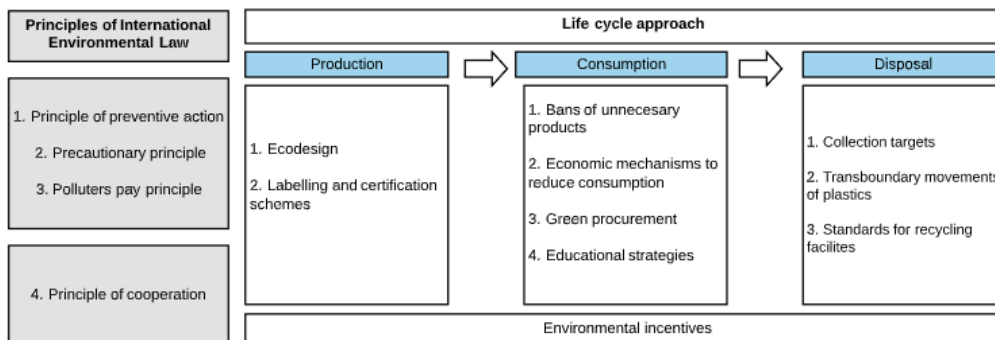 Principles of International
Environmental Law
1. Principle of preventive action
2. Precautionary principle
3. Polluters pay principle
4. Principle of cooperation
Life cycle approach
Production
Consumption
Disposal
1. Ecodesign
2. Labelling and certification
schemes
1. Bans of unnecesary
products
2. Economic mechanisms to
reduce consumption
3. Green procurement
4. Educational strategies
1. Collection targets
2. Transboundary movements
of plastics
3. Standards for recycling
facilites
Environmental incentives